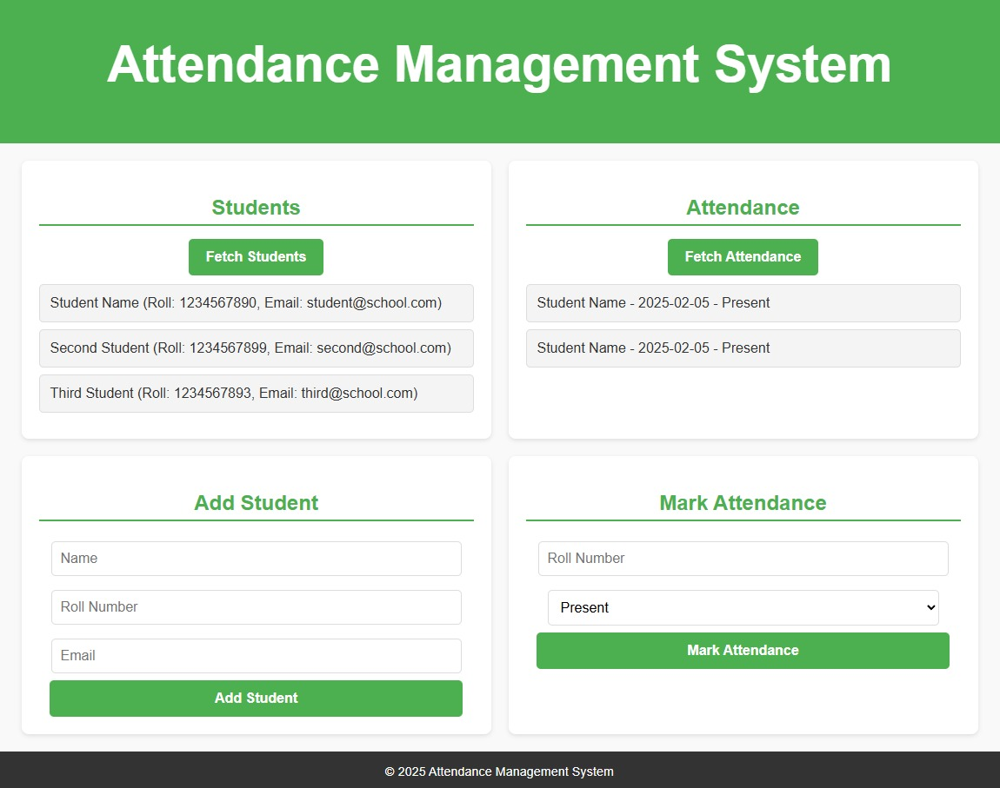 Attendance Management System
Students
Fetch Students
Student Name (Roll: 1234567890, Email: student@school.com)
Second Student (Roll: 1234567899, Email: second@school.com)
Third Student (Roll: 1234567893, Email: third@school.com)
Attendance
Fetch Attendance
Student Name - 2025-02-05 - Present
Student Name - 2025-02-05 - Present
Add Student
Name
Roll Number
Email
Add Student
Mark Attendance
Roll Number
Present
Mark Attendance
© 2025 Attendance Management System